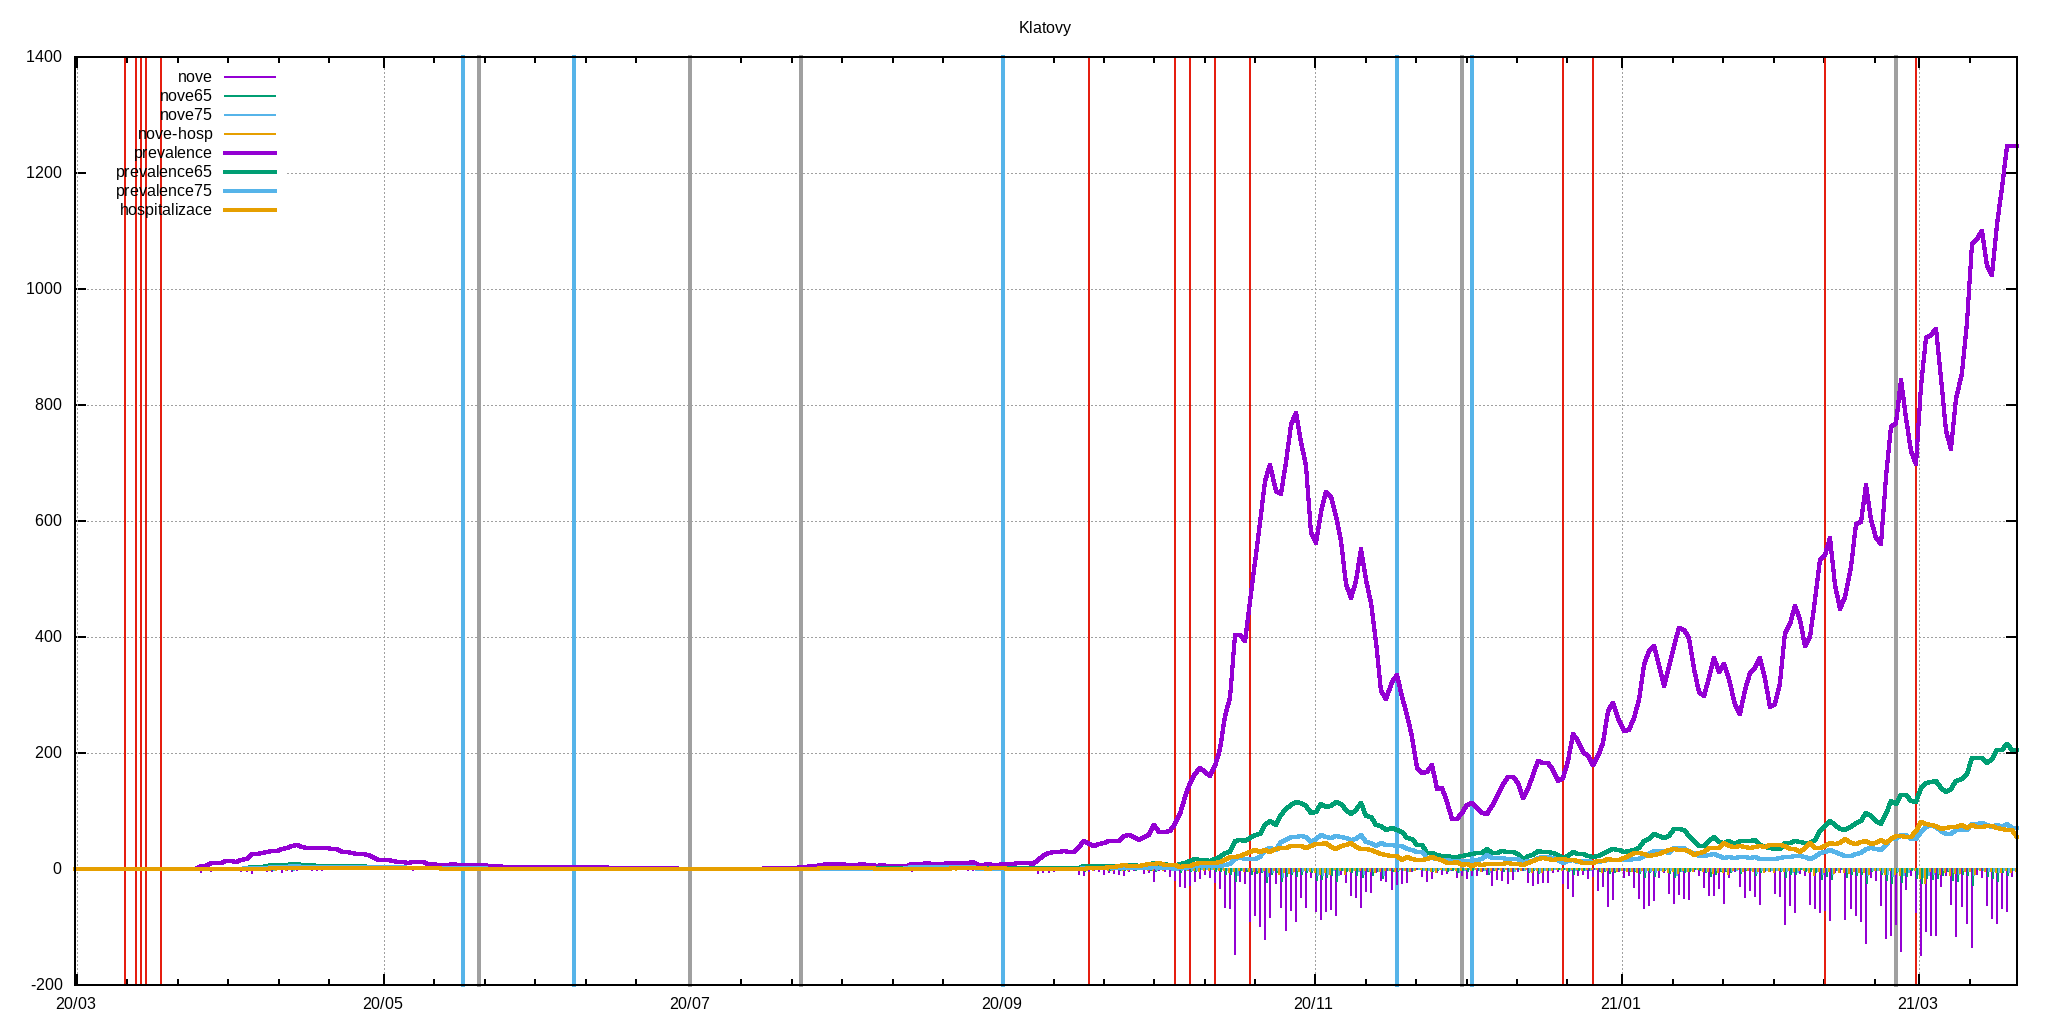 Klatovy
1400
1200
1000
800
600
400
200
0
-200
nove
nove65
nove75
nove-hosp
prevalence
prevalence65
prevalence75
hospitalizace
20/03 20/05 20/07 20/09 20/11 21/01 21/03